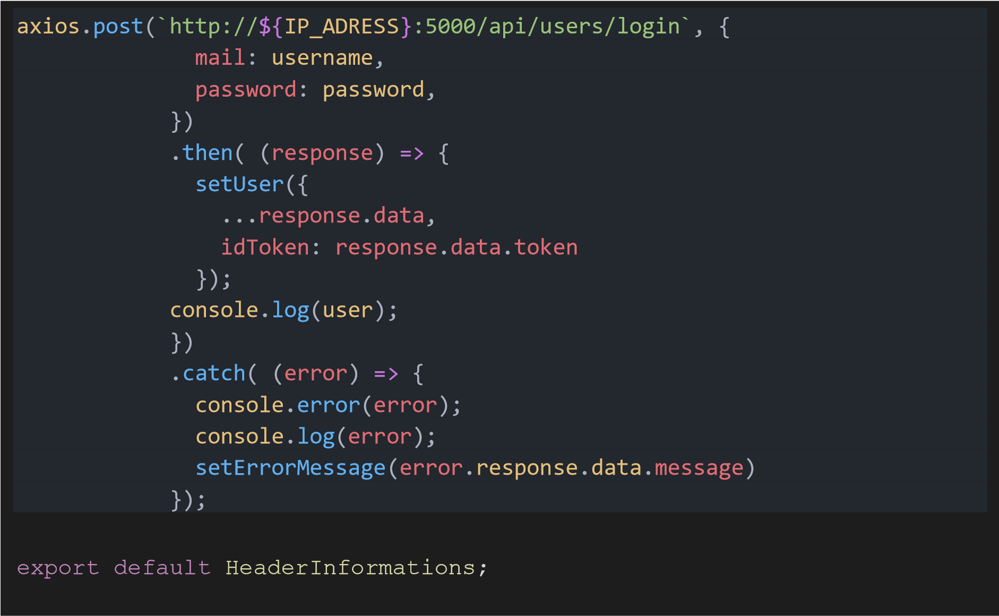 axios.post(`http://${IP_ADRESS}:5000/api/users/login`, {
mail: username,
password: password,
})
.then( (response) => {
setUser({
...response.data,
idToken: response.data.token
});
console.log(user);
})
.catch( (error) => {
console.error(error);
console.log(error);
setErrorMessage(error.response.data.message)
});
export default HeaderInformations;